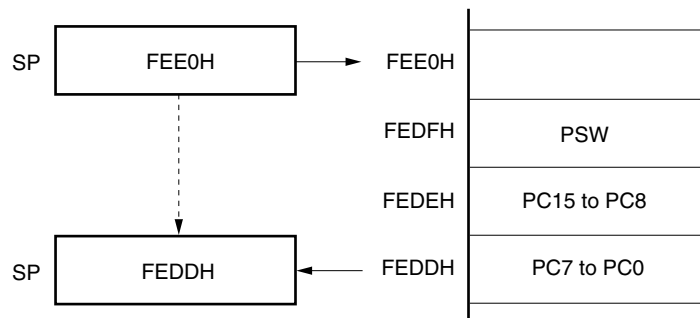 SP FEE0H FEE0H
FEDFH PSW
FEDEH PC15 to PC8
SP FEDDH FEDDH PC7 to PC0